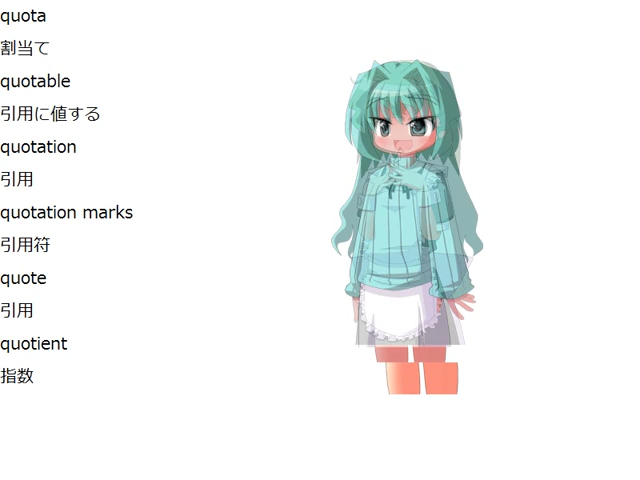 quota
割当て
quotable
引用に値する
quotation
引用
quotation marks
引用符
quote
引用
quotient
指数